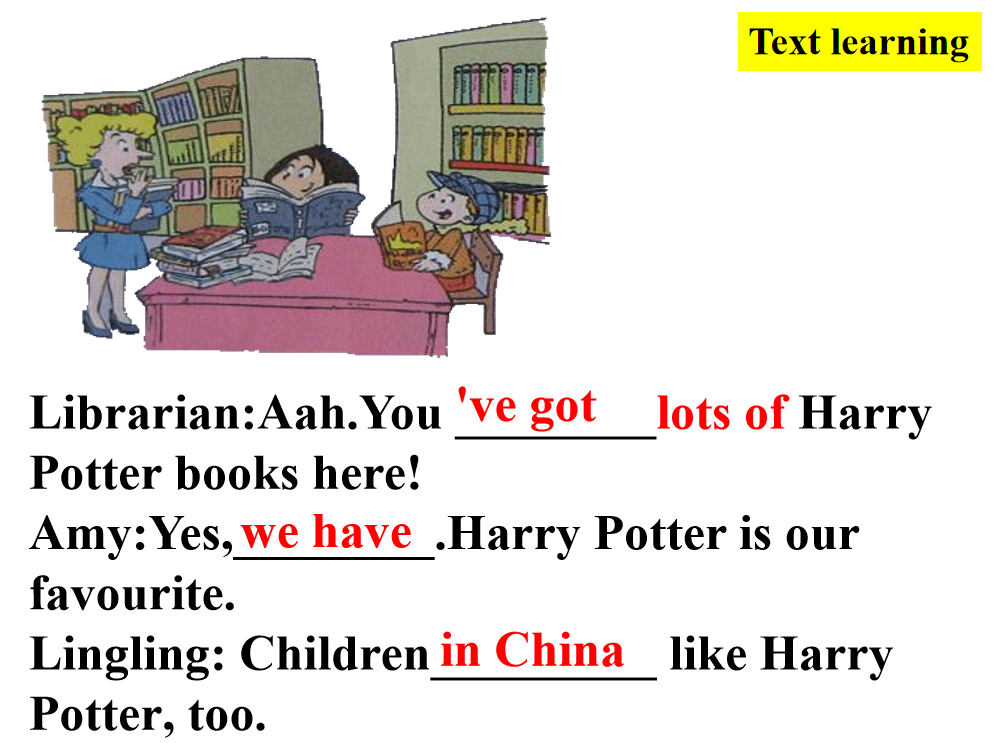 Text learning
Librarian:Aah.You 've got lots of Harry
Potter books here!
Amy:Yes, we have .Harry Potter is our
favourite.
Lingling: Children in China like Harry
Potter, too.